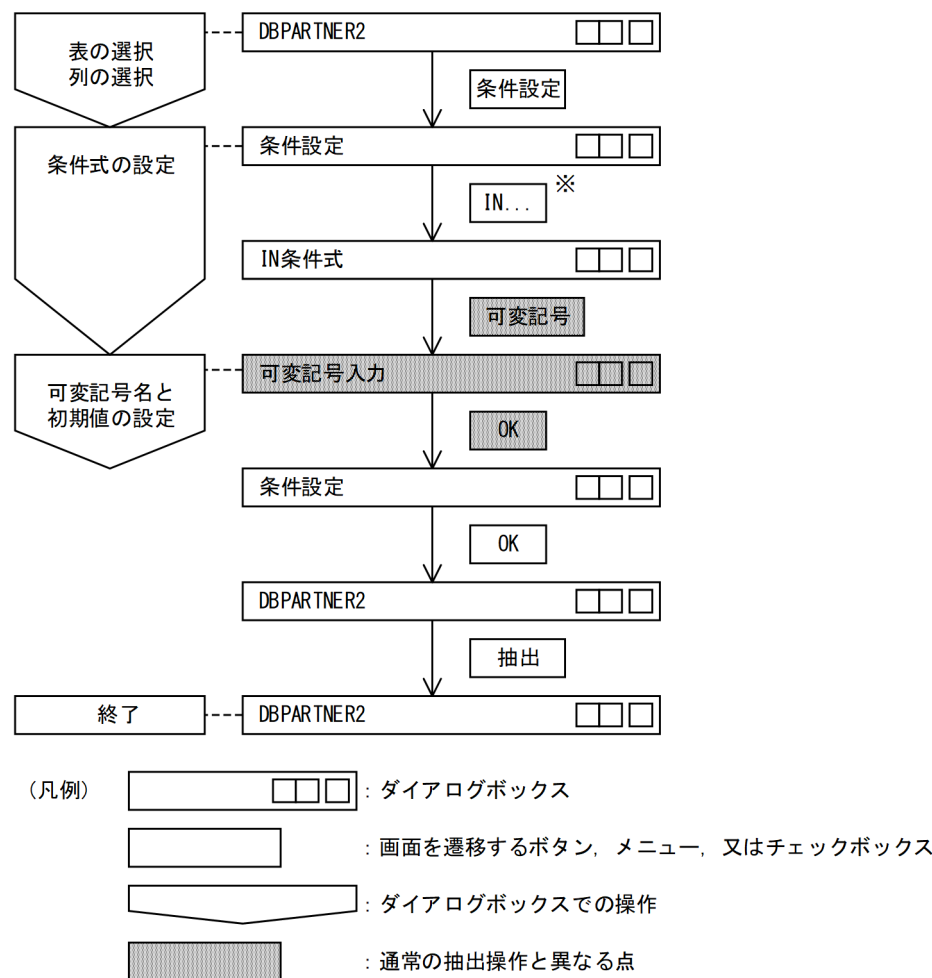 表の選択
列の選択
DBPARTNER2
条件設定
条件式の設定
条件設定
IN...
※
IN条件式
可変記号
可変記号名と
初期値の設定
可変記号入力
OK
条件設定
OK
DBPARTNER2
抽出
終了
DBPARTNER2
(凡例)
: ダイアログボックス
: 画面を遷移するボタン, メニュー, 又はチェックボックス
: ダイアログボックスでの操作
: 通常の抽出操作と異なる点